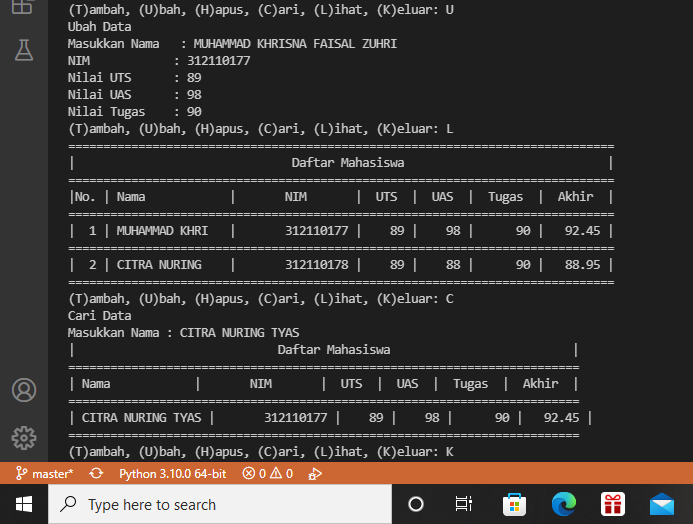 (T)ambah, (U)bah, (H)apus, (C)ari, (L)ihat, (K)eluar: U
Ubah Data
Masukkan Nama   : MUHAMMAD KHRISNA FAISAL ZUHRI
NIM             : 312110177
Nilai UTS       : 89
Nilai UAS       : 98
Nilai Tugas     : 90
(T)ambah, (U)bah, (H)apus, (C)ari, (L)ihat, (K)eluar: L
==============================================================================
|                               Daftar Mahasiswa                             |
==============================================================================
|No. | Nama            |       NIM       |  UTS  |  UAS  |  Tugas  |  Akhir  |
==============================================================================
|  1 | MUHAMMAD KHRI   |       312110177 |    89 |    98 |      90 |   92.45 |
==============================================================================
|  2 | CITRA NURING    |       312110178 |    89 |    88 |      90 |   88.95 |
==============================================================================
(T)ambah, (U)bah, (H)apus, (C)ari, (L)ihat, (K)eluar: C
Cari Data
Masukkan Nama : CITRA NURING TYAS
|                             Daftar Mahasiswa                          |
=========================================================================
| Nama            |       NIM       |  UTS  |  UAS  |  Tugas  |  Akhir  |
=========================================================================
| CITRA NURING TYAS |       312110177 |    89 |    98 |      90 |   92.45 |
=========================================================================
(T)ambah, (U)bah, (H)apus, (C)ari, (L)ihat, (K)eluar: K
master* Python 3.10.0 64-bit 0 0
Type here to search